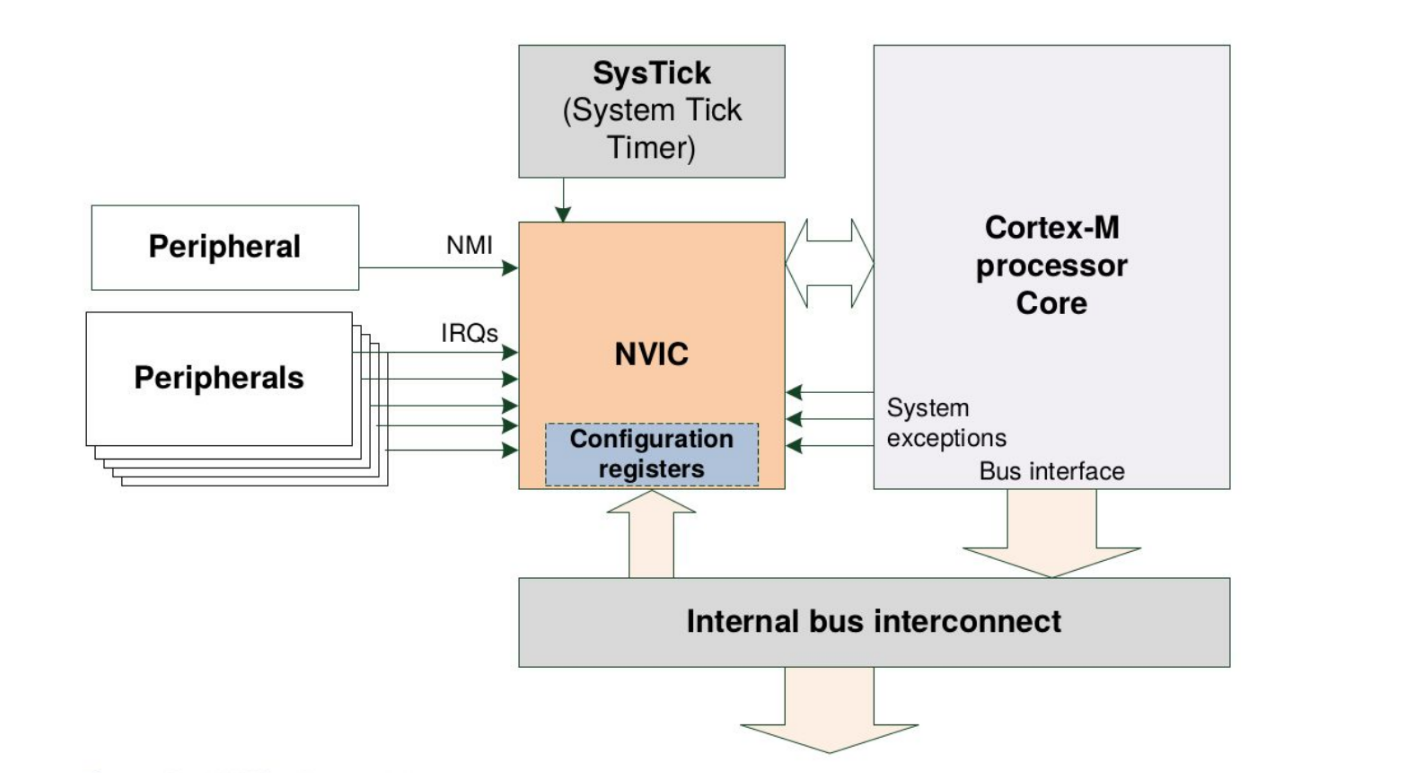 SysTick
(System Tick
Timer)
Peripheral
NMI
Cortex-M
processor
Core
IRQs
NVIC
Peripherals
System
exceptions
Configuration
registers
Bus interface
Internal bus interconnect